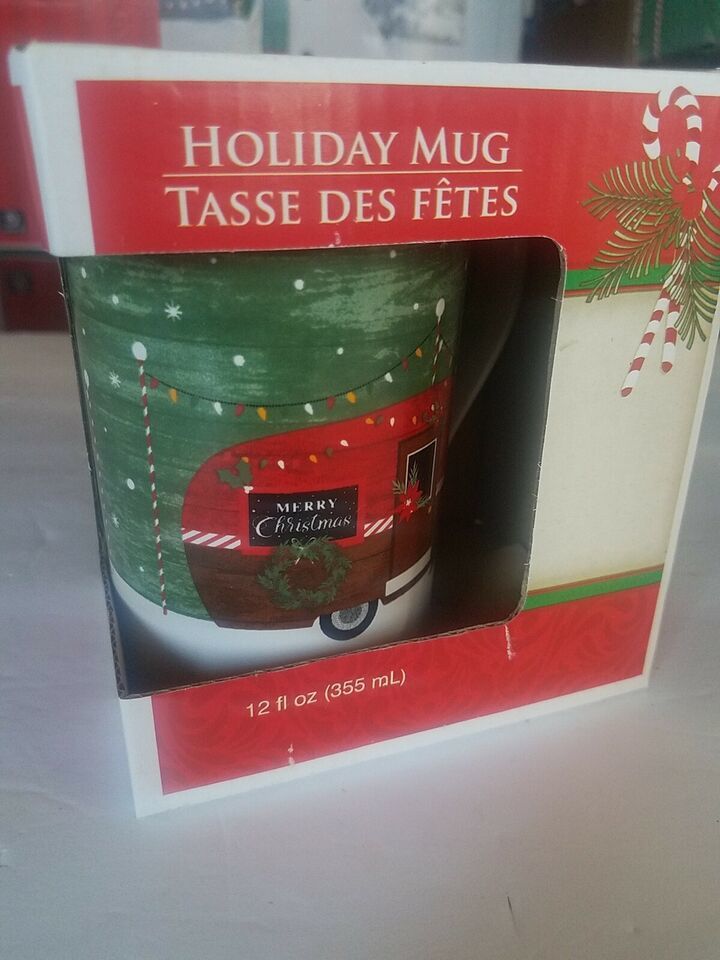 HOLIDAY MUG
TASSE DES FÊTES
MERRY
Christmas
12 fl oz (355 mL)